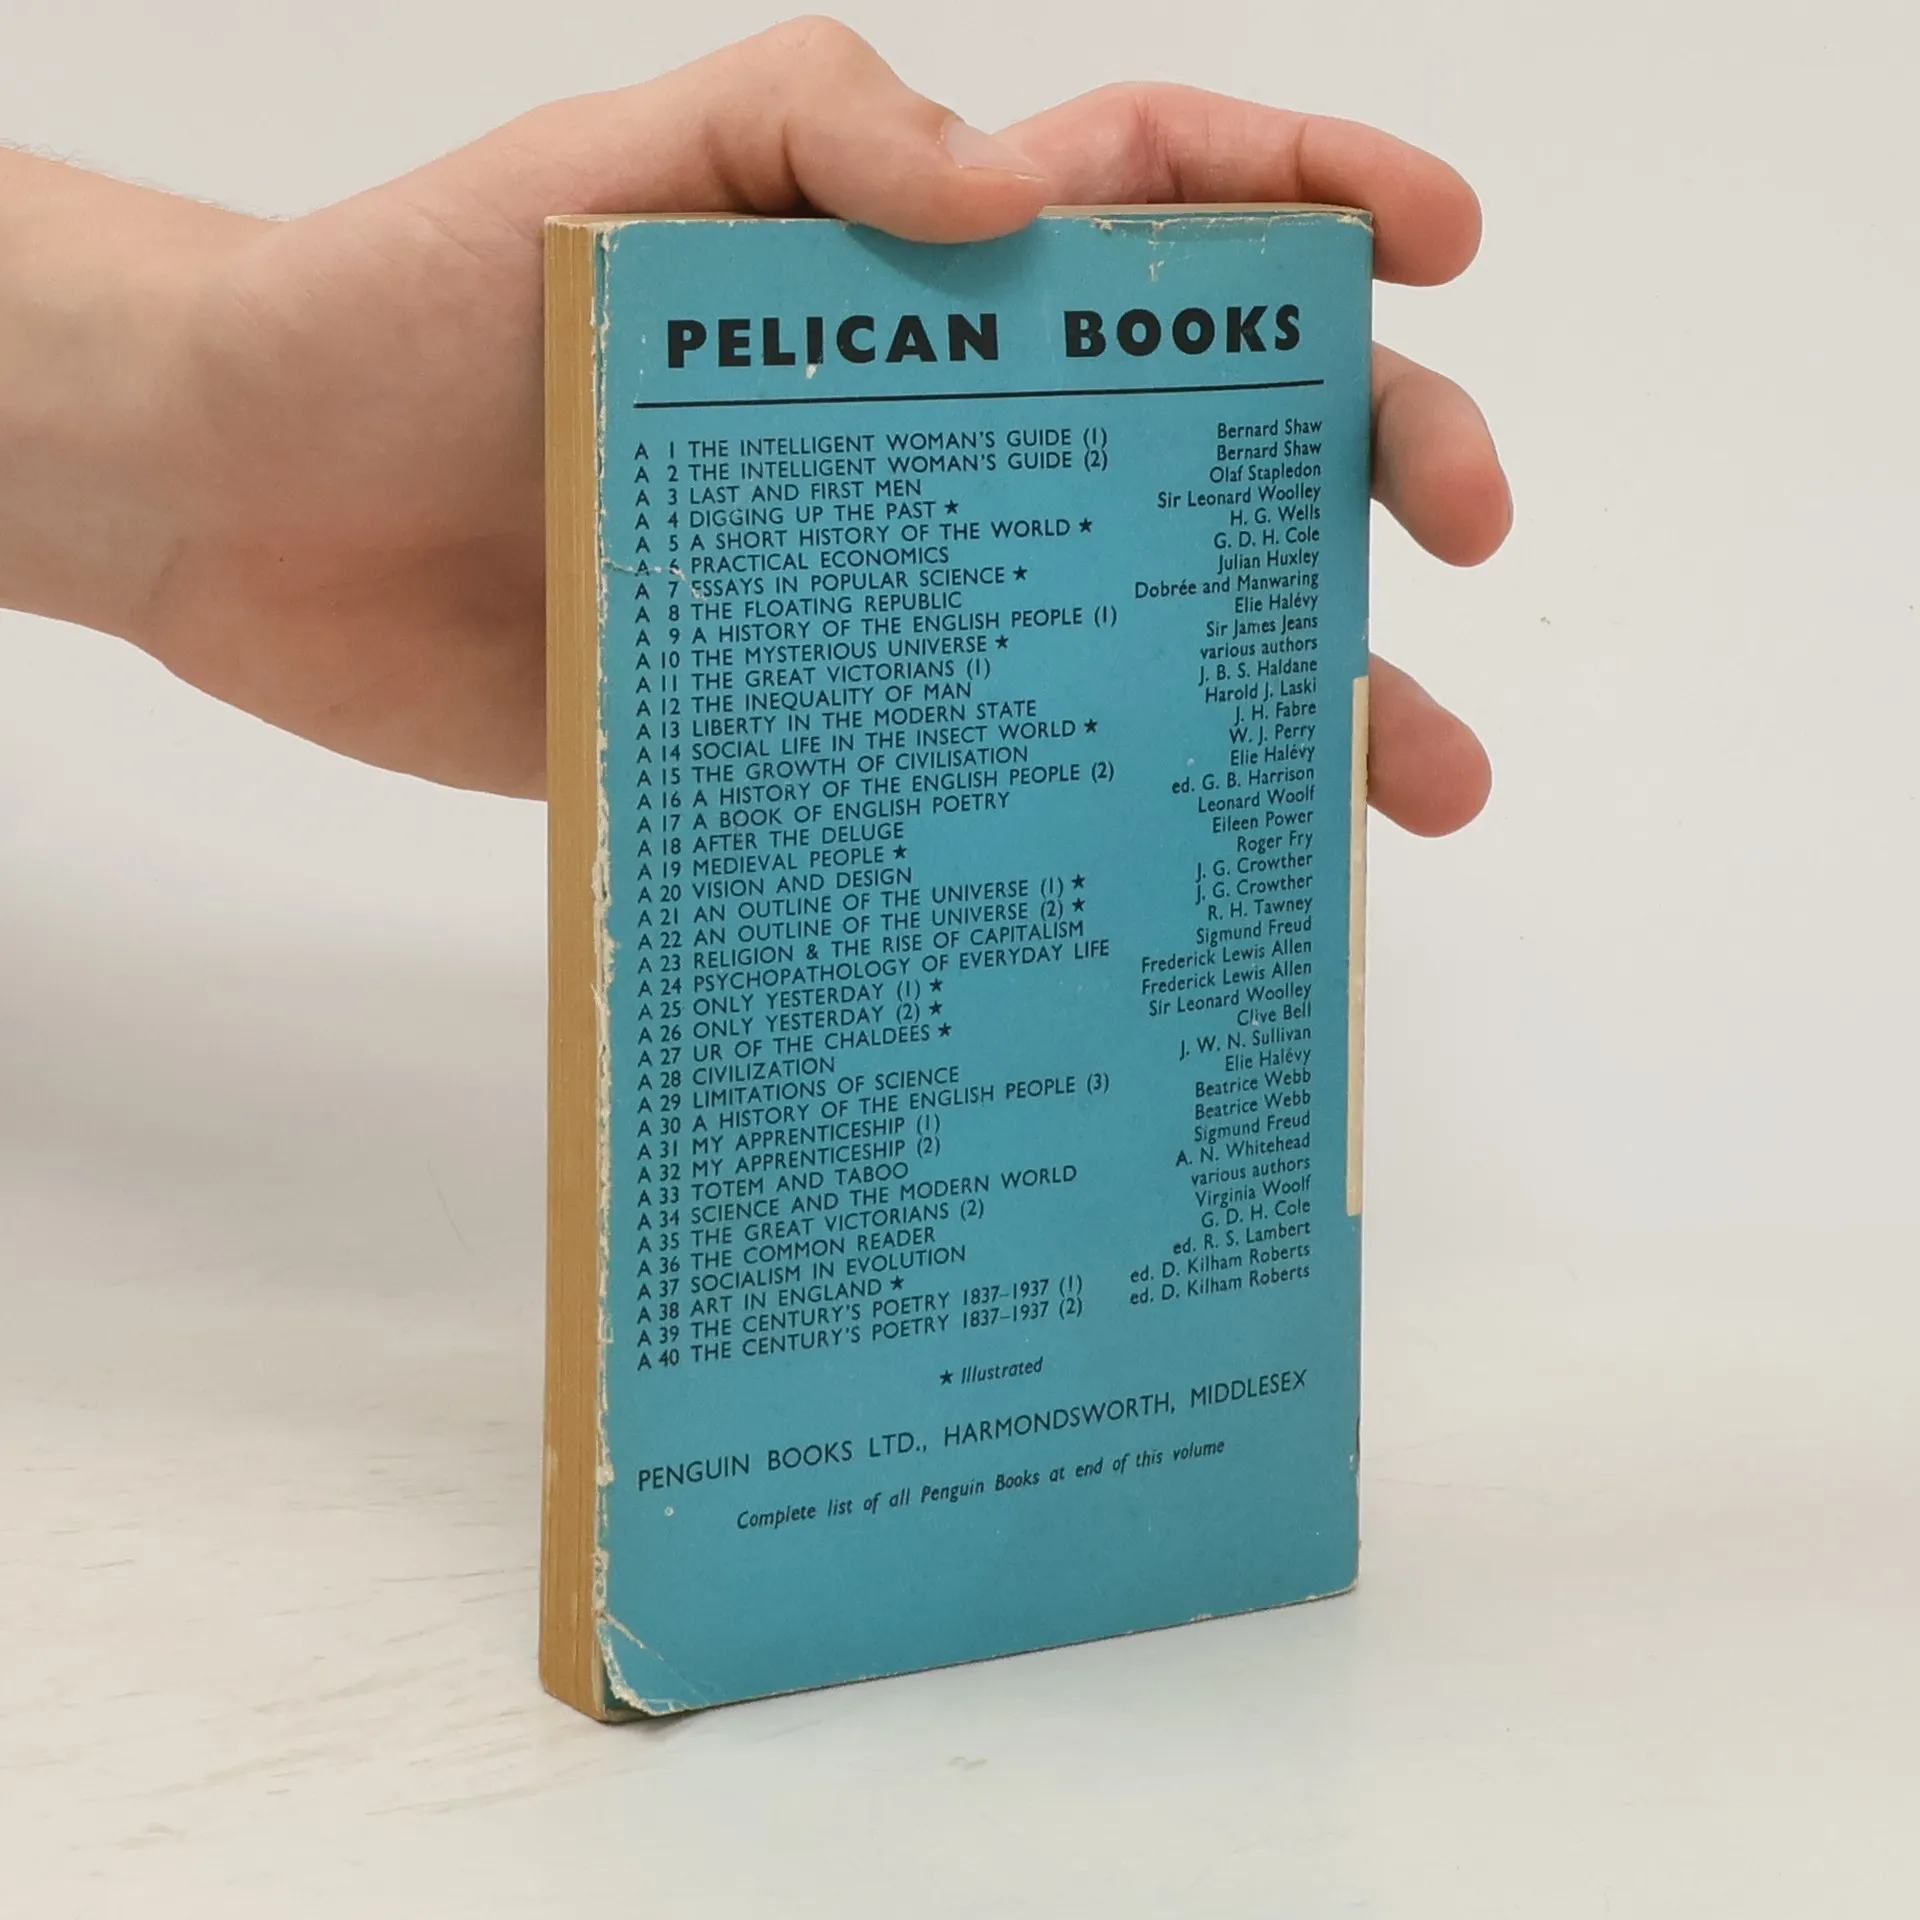 PELICAN BOOKS
A 1 THE INTELLIGENT WOMAN'S GUIDE (1) Bernard Shaw
A 2 THE INTELLIGENT WOMAN'S GUIDE (2) Bernard Shaw
A 3 LAST AND FIRST MEN Olaf Stapledon
A 4 DIGGING UP THE PAST ★ Sir Leonard Woolley
A 5 A SHORT HISTORY OF THE WORLD ★ H. G. Wells
A 6 PRACTICAL ECONOMICS G. D. H. Cole
A 7 ESSAYS IN POPULAR SCIENCE ★ Julian Huxley
A 8 THE FLOATING REPUBLIC Dobrée and Manwaring
A 9 A HISTORY OF THE ENGLISH PEOPLE (1) Elie Halévy
A 10 THE MYSTERIOUS UNIVERSE ★ Sir James Jeans
A 11 THE GREAT VICTORIANS (1) various authors
A 12 THE INEQUALITY OF MAN J. B. S. Haldane
A 13 LIBERTY IN THE MODERN STATE Harold J. Laski
A 14 SOCIAL LIFE IN THE INSECT WORLD ★ J. H. Fabre
A 15 THE GROWTH OF CIVILISATION W. J. Perry
A 16 A HISTORY OF THE ENGLISH PEOPLE (2) Elie Halévy
A 17 A BOOK OF ENGLISH POETRY ed. G. B. Harrison
A 18 AFTER THE DELUGE Leonard Woolf
A 19 MEDIEVAL PEOPLE ★ Eileen Power
A 20 VISION AND DESIGN Roger Fry
A 21 AN OUTLINE OF THE UNIVERSE (1) ★ J. G. Crowther
A 22 AN OUTLINE OF THE UNIVERSE (2) ★ J. G. Crowther
A 23 RELIGION & THE RISE OF CAPITALISM R. H. Tawney
A 24 PSYCHOPATHOLOGY OF EVERYDAY LIFE Sigmund Freud
A 25 ONLY YESTERDAY (1) ★ Frederick Lewis Allen
A 26 ONLY YESTERDAY (2) ★ Frederick Lewis Allen
A 27 UR OF THE CHALDEES ★ Sir Leonard Woolley
A 28 CIVILIZATION Clive Bell
A 29 LIMITATIONS OF SCIENCE J. W. N. Sullivan
A 30 A HISTORY OF THE ENGLISH PEOPLE (3) Elie Halévy
A 31 MY APPRENTICESHIP (1) Beatrice Webb
A 32 MY APPRENTICESHIP (2) Beatrice Webb
A 33 TOTEM AND TABOO Sigmund Freud
A 34 SCIENCE AND THE MODERN WORLD A. N. Whitehead
A 35 THE GREAT VICTORIANS (2) various authors
A 36 THE COMMON READER Virginia Woolf
A 37 SOCIALISM IN EVOLUTION G. D. H. Cole
A 38 ART IN ENGLAND ★ ed. R. S. Lambert
A 39 THE CENTURY'S POETRY 1837–1937 (1) ed. D. Kilham Roberts
A 40 THE CENTURY'S POETRY 1837–1937 (2) ed. D. Kilham Roberts
★ Illustrated
PENGUIN BOOKS LTD., HARMONDSWORTH, MIDDLESEX
Complete list of all Penguin Books at end of this volume